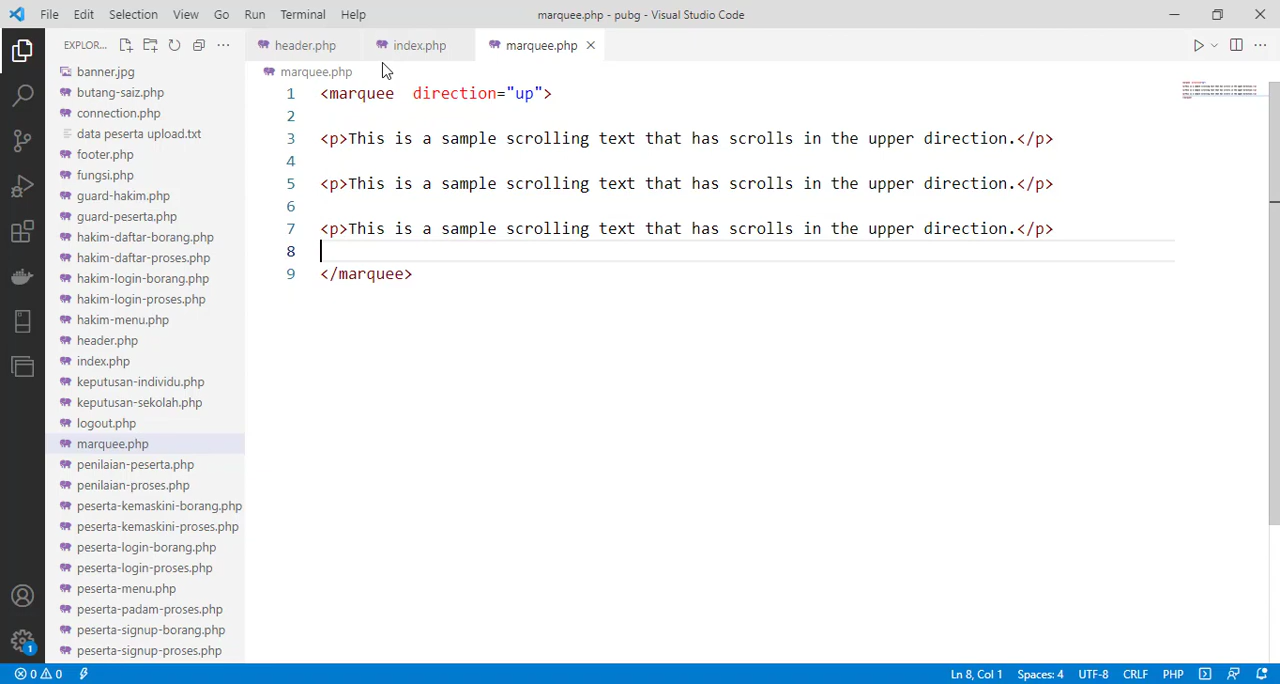 File Edit Selection View Go Run Terminal Help
marquee.php - pubg - Visual Studio Code
EXPLOR...
header.php index.php marquee.php
marquee.php
1 <marquee  direction="up">
2
3 <p>This is a sample scrolling text that has scrolls in the upper direction.</p>
4
5 <p>This is a sample scrolling text that has scrolls in the upper direction.</p>
6
7 <p>This is a sample scrolling text that has scrolls in the upper direction.</p>
8
9 </marquee>
banner.jpg
butang-saiz.php
connection.php
data peserta upload.txt
footer.php
fungsi.php
guard-hakim.php
guard-peserta.php
hakim-daftar-borang.php
hakim-daftar-proses.php
hakim-login-borang.php
hakim-login-proses.php
hakim-menu.php
header.php
index.php
keputusan-individu.php
keputusan-sekolah.php
logout.php
marquee.php
penilaian-peserta.php
penilaian-proses.php
peserta-kemaskini-borang.php
peserta-kemaskini-proses.php
peserta-login-borang.php
peserta-login-proses.php
peserta-menu.php
peserta-padam-proses.php
peserta-signup-borang.php
peserta-signup-proses.php
1
0 0 Ln 8, Col 1 Spaces: 4 UTF-8 CRLF PHP